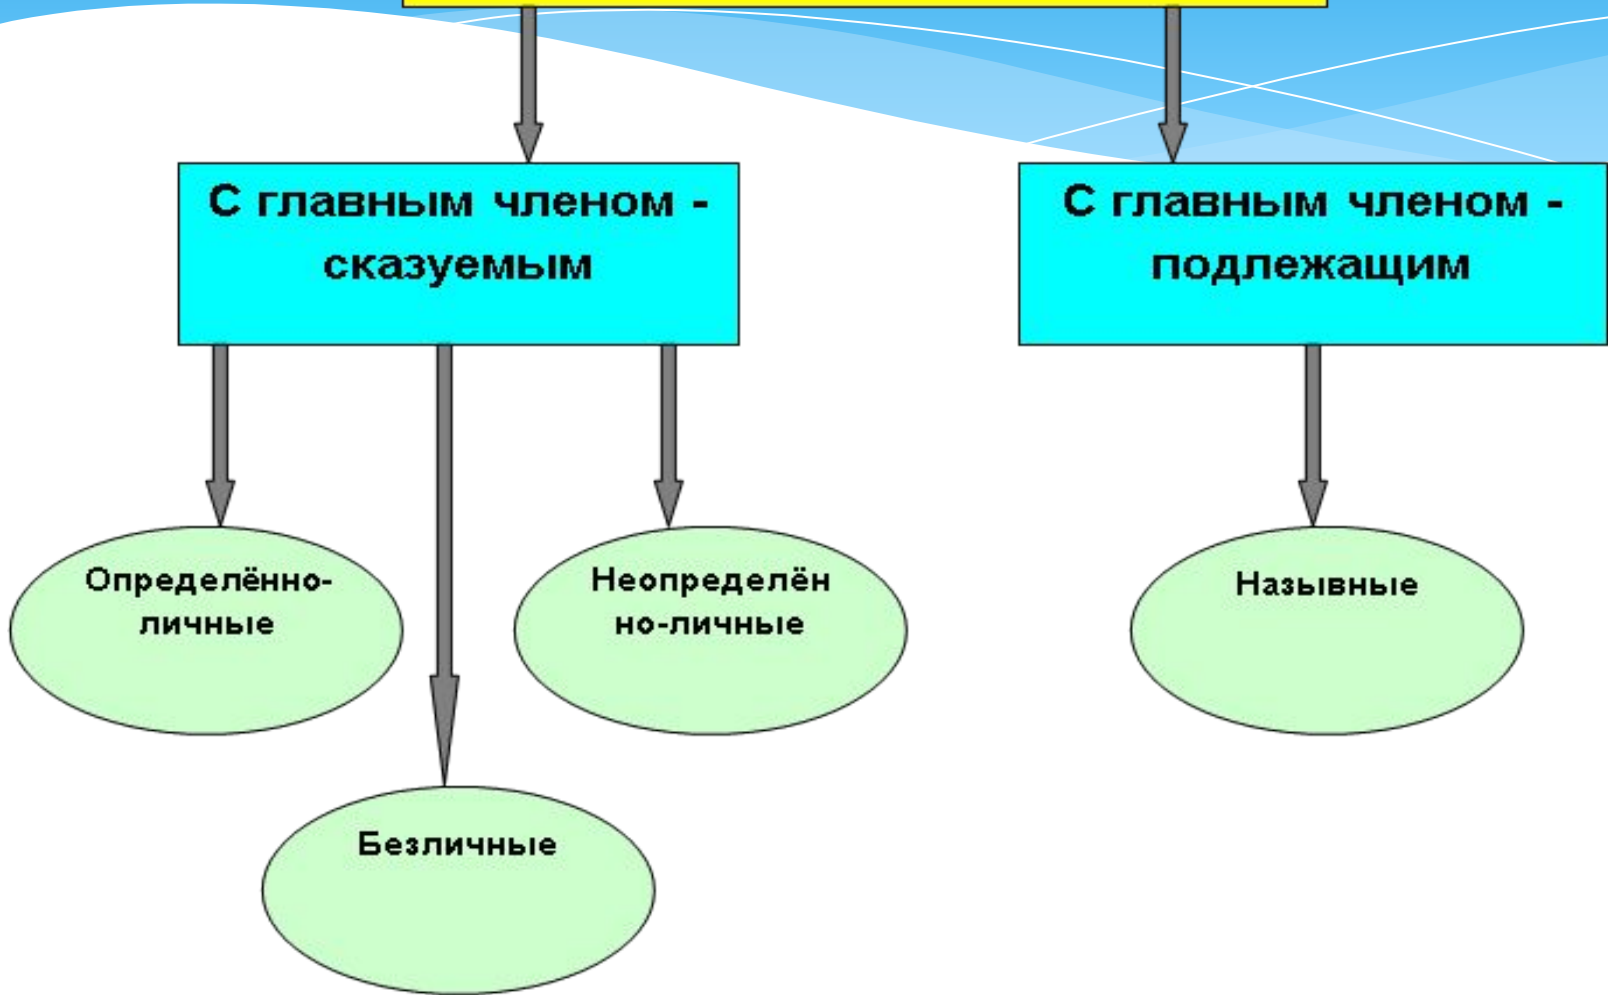 С главным членом -
сказуемым
С главным членом -
подлежащим
Определённо-
личные
Неопределён
но-личные
Назывные
Безличные